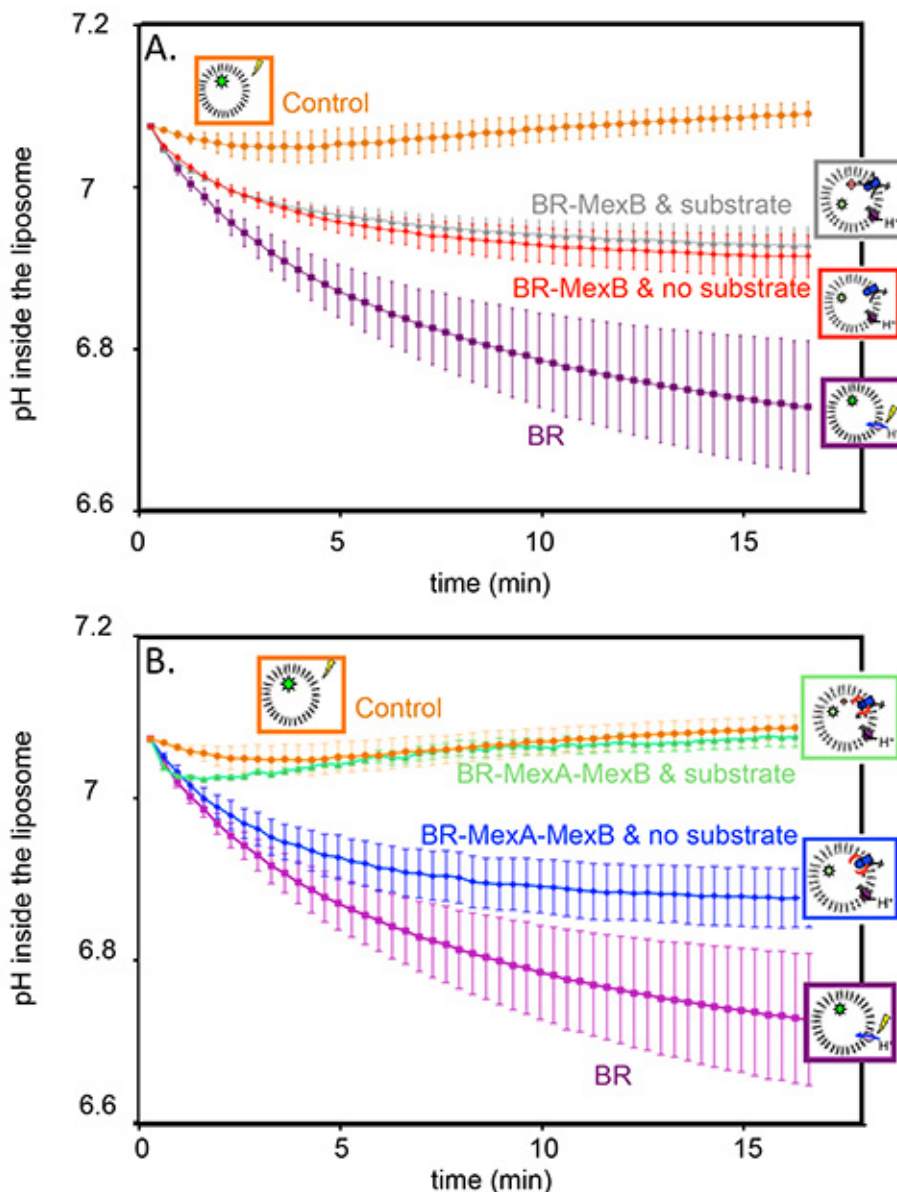 7.2
A.
Control
7
BR-MexB & substrate
H+
BR-MexB & no substrate
H+
6.8
H+
BR
6.6
0
5
10
15
pH inside the liposome
time (min)
7.2
B.
Control
7
BR-MexA-MexB & substrate
H+
BR-MexA-MexB & no substrate
H+
6.8
H+
BR
6.6
0
5
10
15
pH inside the liposome
time (min)